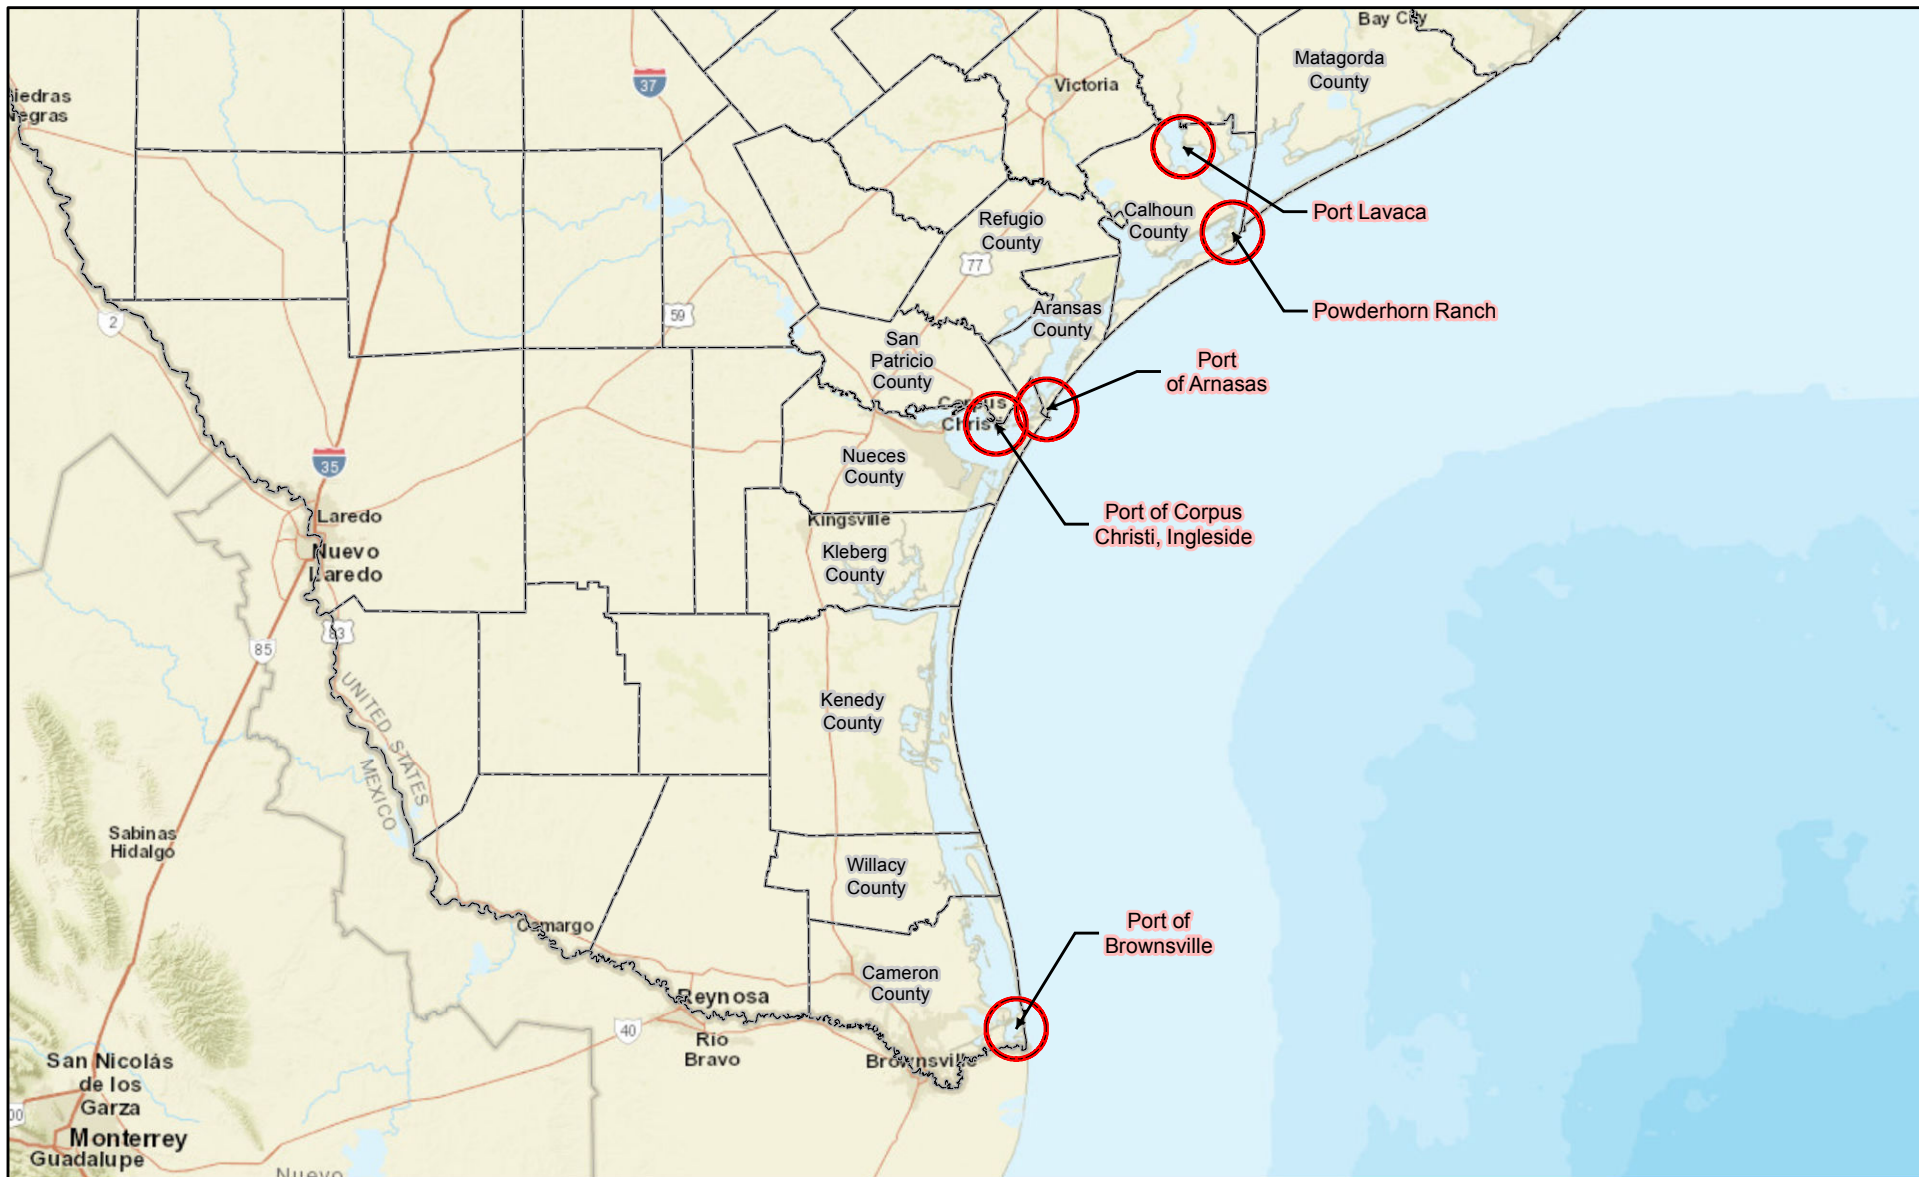 Bay City
Matagorda
County
37
Victoria
iedras
Negras
Port Lavaca
Calhoun
County
Refugio
County
77
Powderhorn Ranch
Aransas
County
2
59
San
Patricio
County
Port
of Arnasas
Corpus
Christi
Nueces
County
35
Port of Corpus
Christi, Ingleside
Laredo
Kingsville
Nuevo
Laredo
Kleberg
County
83
85
UNITED STATES
MEXICO
Kenedy
County
Sabinas
Hidalgo
Willacy
County
Camargo
Port of
Brownsville
Cameron
County
Reynosa
40
Río
Bravo
Brownsville
San Nicolás
de los
Garza
00
Monterrey
Guadalupe
Nuevo